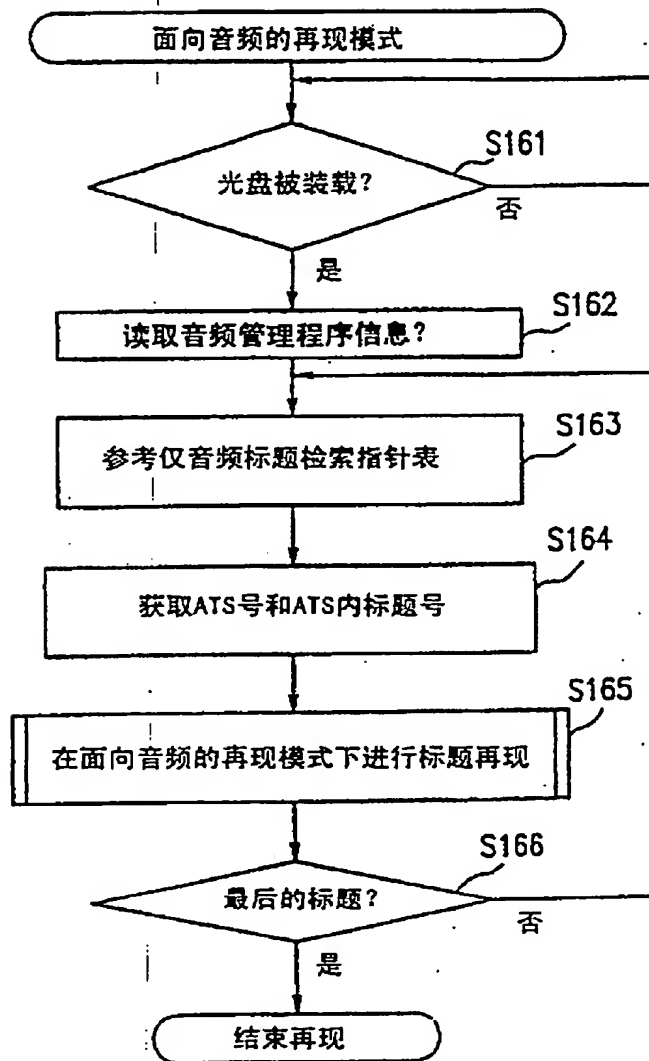 面向音频的再现模式
S161
光盘被装载?
否
是
S162
读取音频管理程序信息?
S163
参考仅音频标题检索指针表
S164
获取ATS号和ATS内标题号
S165
在面向音频的再现模式下进行标题再现
S166
最后的标题?
否
是
结束再现